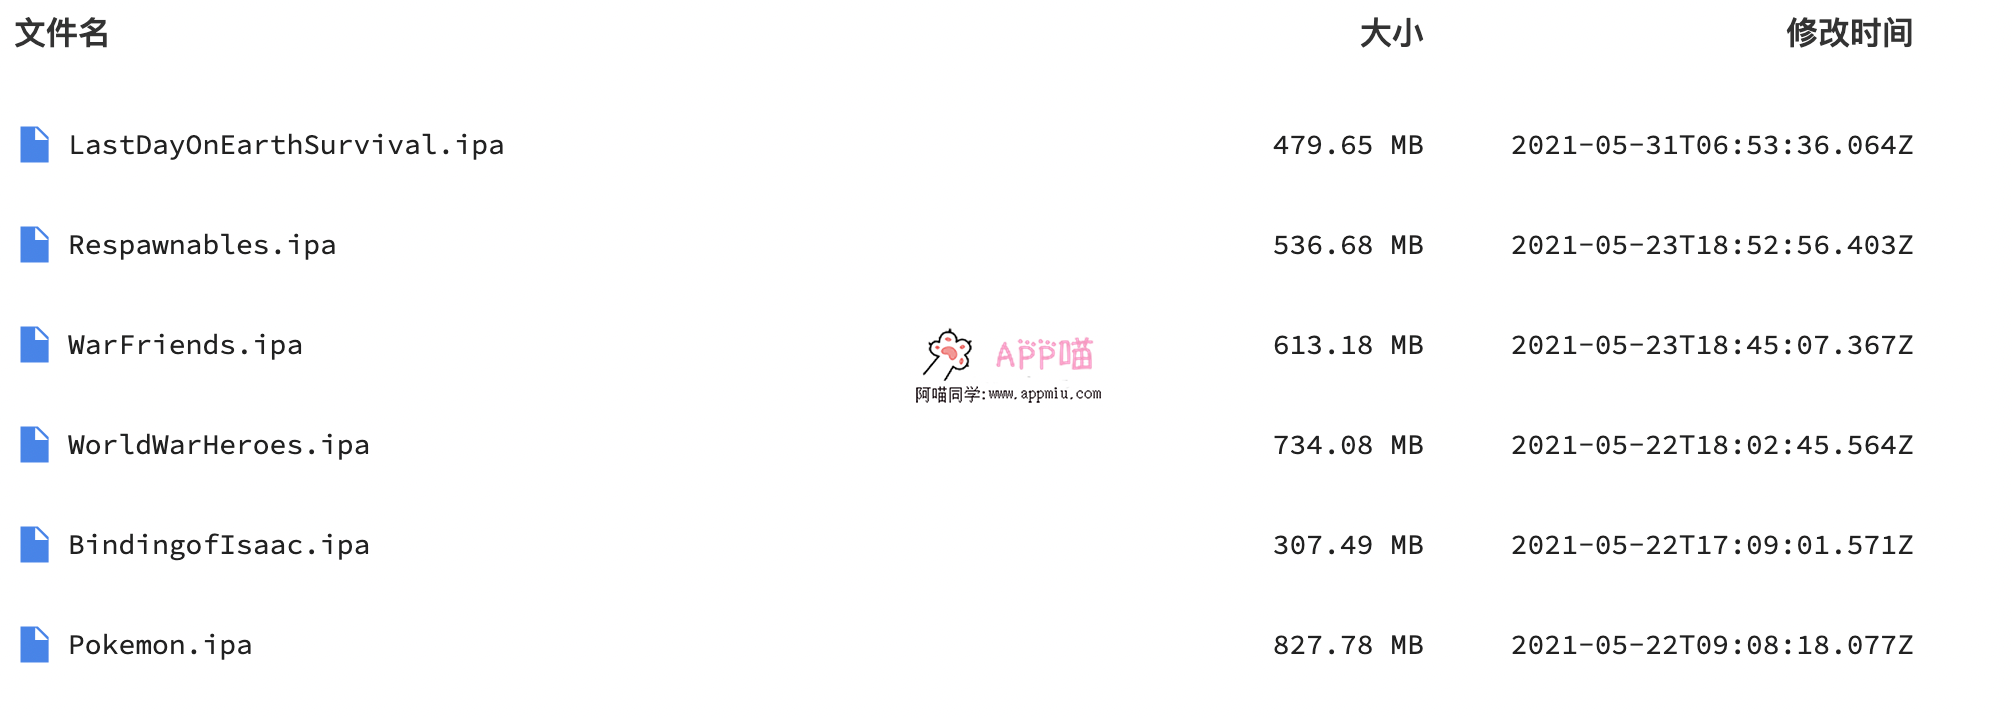 文件名 大小 修改时间
LastDayOnEarthSurvival.ipa 479.65 MB 2021-05-31T06:53:36.064Z
Respawnables.ipa 536.68 MB 2021-05-23T18:52:56.403Z
WarFriends.ipa 613.18 MB 2021-05-23T18:45:07.367Z
APP喵
阿喵同学:www.appmiu.com
WorldWarHeroes.ipa 734.08 MB 2021-05-22T18:02:45.564Z
BindingofIsaac.ipa 307.49 MB 2021-05-22T17:09:01.571Z
Pokemon.ipa 827.78 MB 2021-05-22T09:08:18.077Z